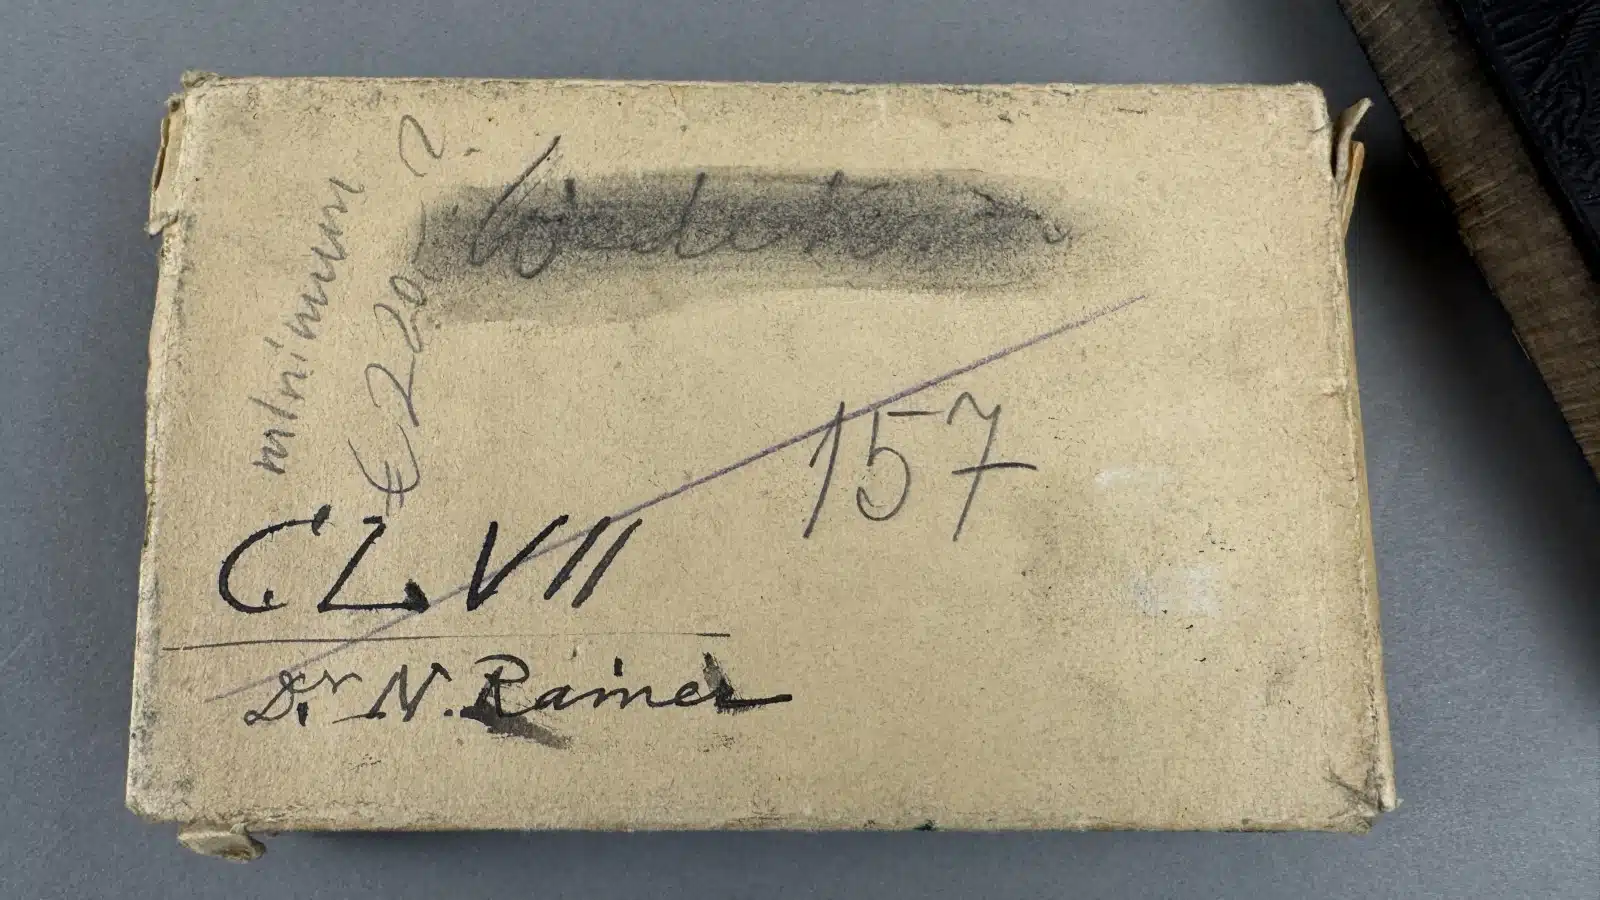 minimum
€ 220.- ?
157
CLVII
Dr N. Rainer